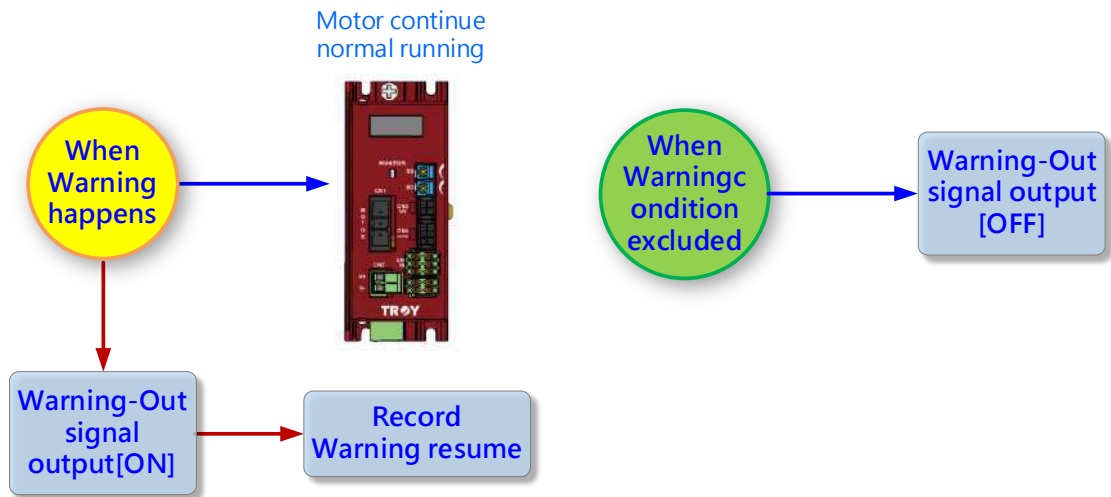 Motor continue
normal running
When
Warning
happens
TROY
When
Warningc
ondition
excluded
Warning-Out
signal output
[OFF]
Warning-Out
signal
output[ON]
Record
Warning resume